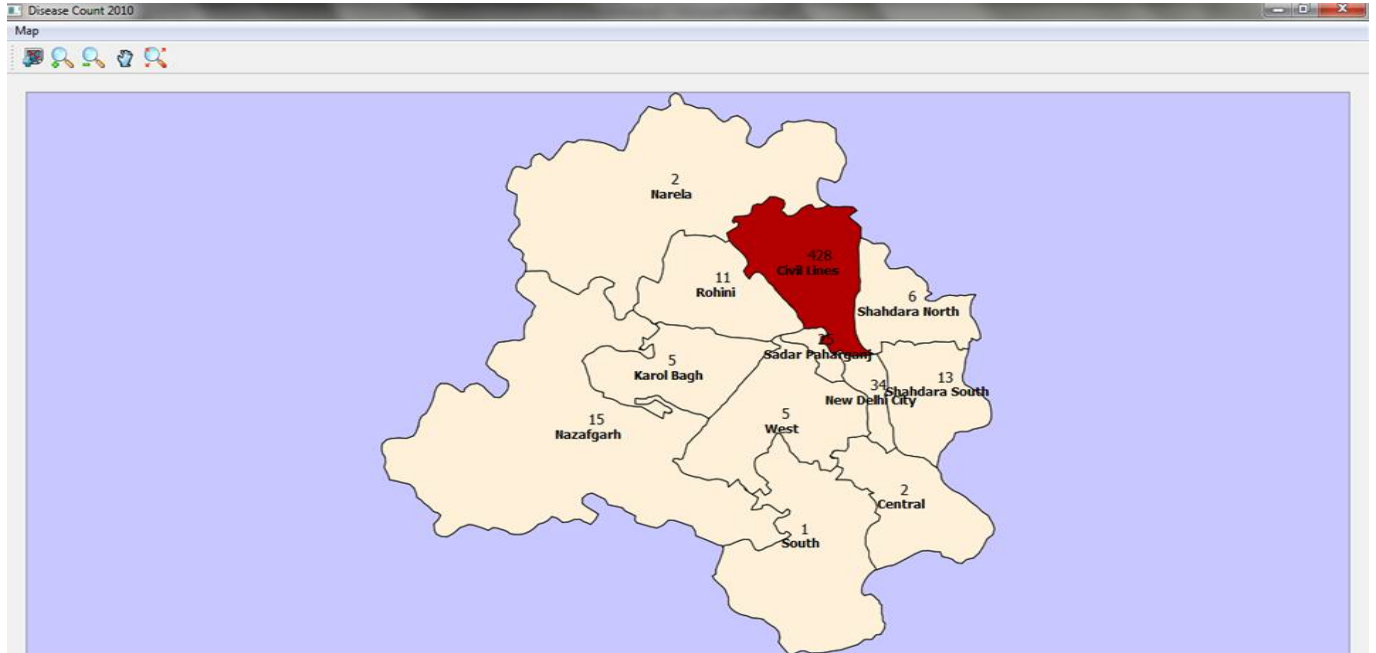 Disease Count 2010
Map
2
Narela
428
Civil Lines
11
Rohini
6
Shahdara North
Sadar Paharganj
5
Karol Bagh
34
New Delhi City
13
Shahdara South
15
Nazafgarh
5
West
2
Central
1
South